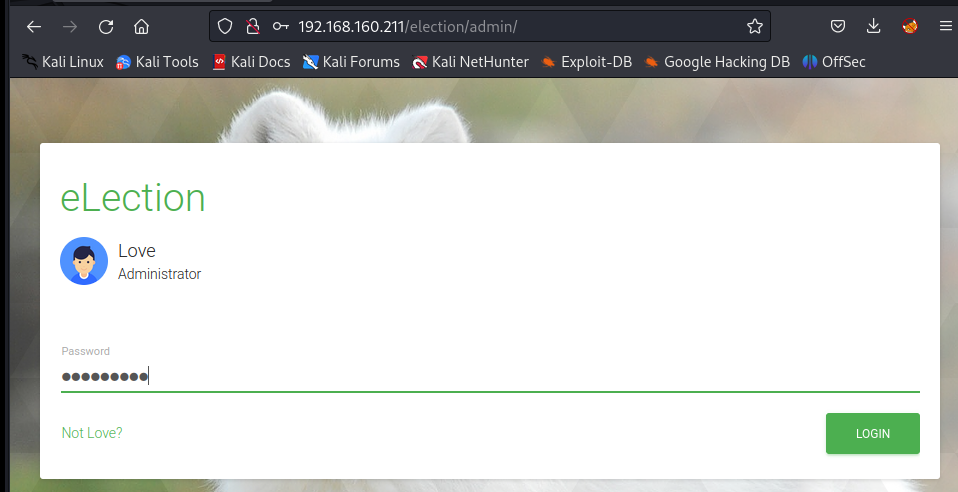 192.168.160.211/election/admin/
Kali Linux Kali Tools Kali Docs Kali Forums Kali NetHunter Exploit-DB Google Hacking DB OffSec
eLection
Love
Administrator
Password
Not Love? LOGIN